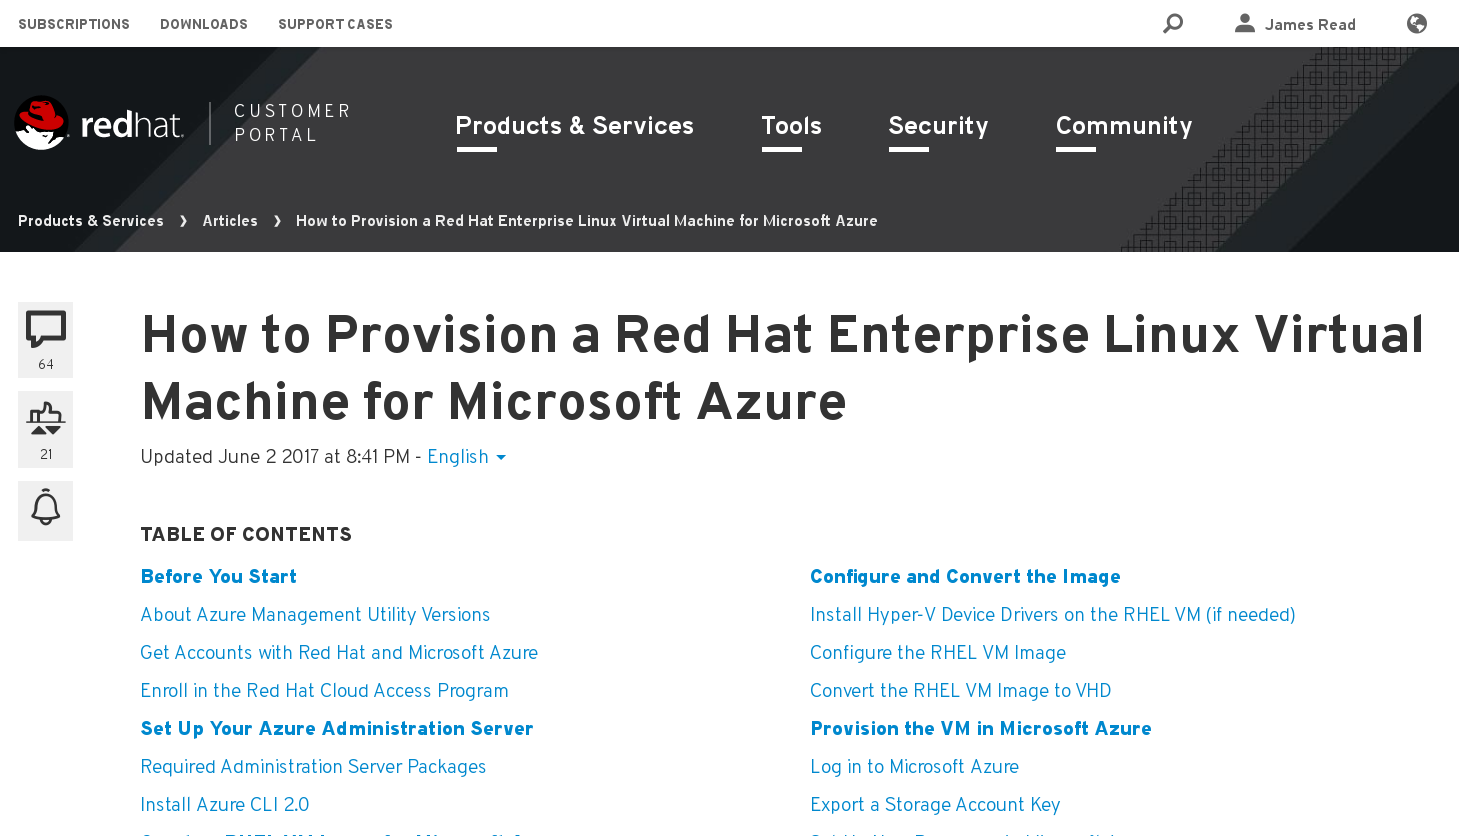 SUBSCRIPTIONS DOWNLOADS SUPPORT CASES James Read
redhat. CUSTOMER PORTAL
Products & Services Tools Security Community
Products & Services ❯ Articles ❯ How to Provision a Red Hat Enterprise Linux Virtual Machine for Microsoft Azure
64
21
How to Provision a Red Hat Enterprise Linux Virtual
Machine for Microsoft Azure
Updated June 2 2017 at 8:41 PM - English
TABLE OF CONTENTS
Before You Start
About Azure Management Utility Versions
Get Accounts with Red Hat and Microsoft Azure
Enroll in the Red Hat Cloud Access Program
Set Up Your Azure Administration Server
Required Administration Server Packages
Install Azure CLI 2.0
Configure and Convert the Image
Install Hyper-V Device Drivers on the RHEL VM (if needed)
Configure the RHEL VM Image
Convert the RHEL VM Image to VHD
Provision the VM in Microsoft Azure
Log in to Microsoft Azure
Export a Storage Account Key